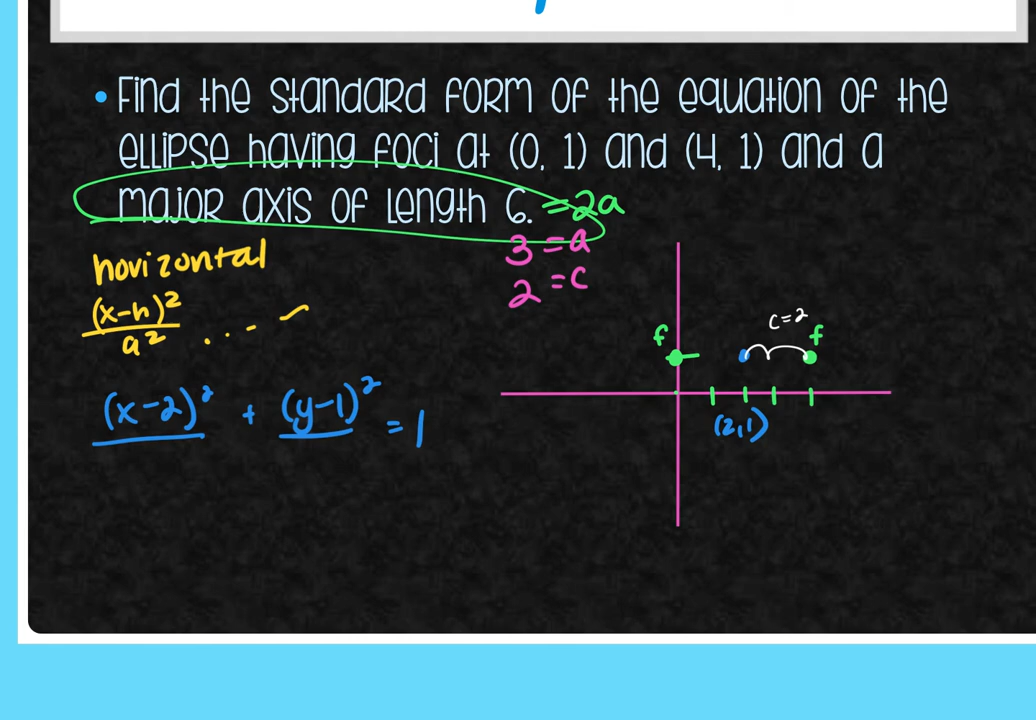 • Find the standard form of the equation of the
ellipse having foci at (0, 1) and (4, 1) and a
major axis of length 6. = 2a
3 = a
2 = c
horizontal
(x-h)²
a²
. . . -
(x-2)² + (y-1)² = 1
f
c=2
f
(2,1)